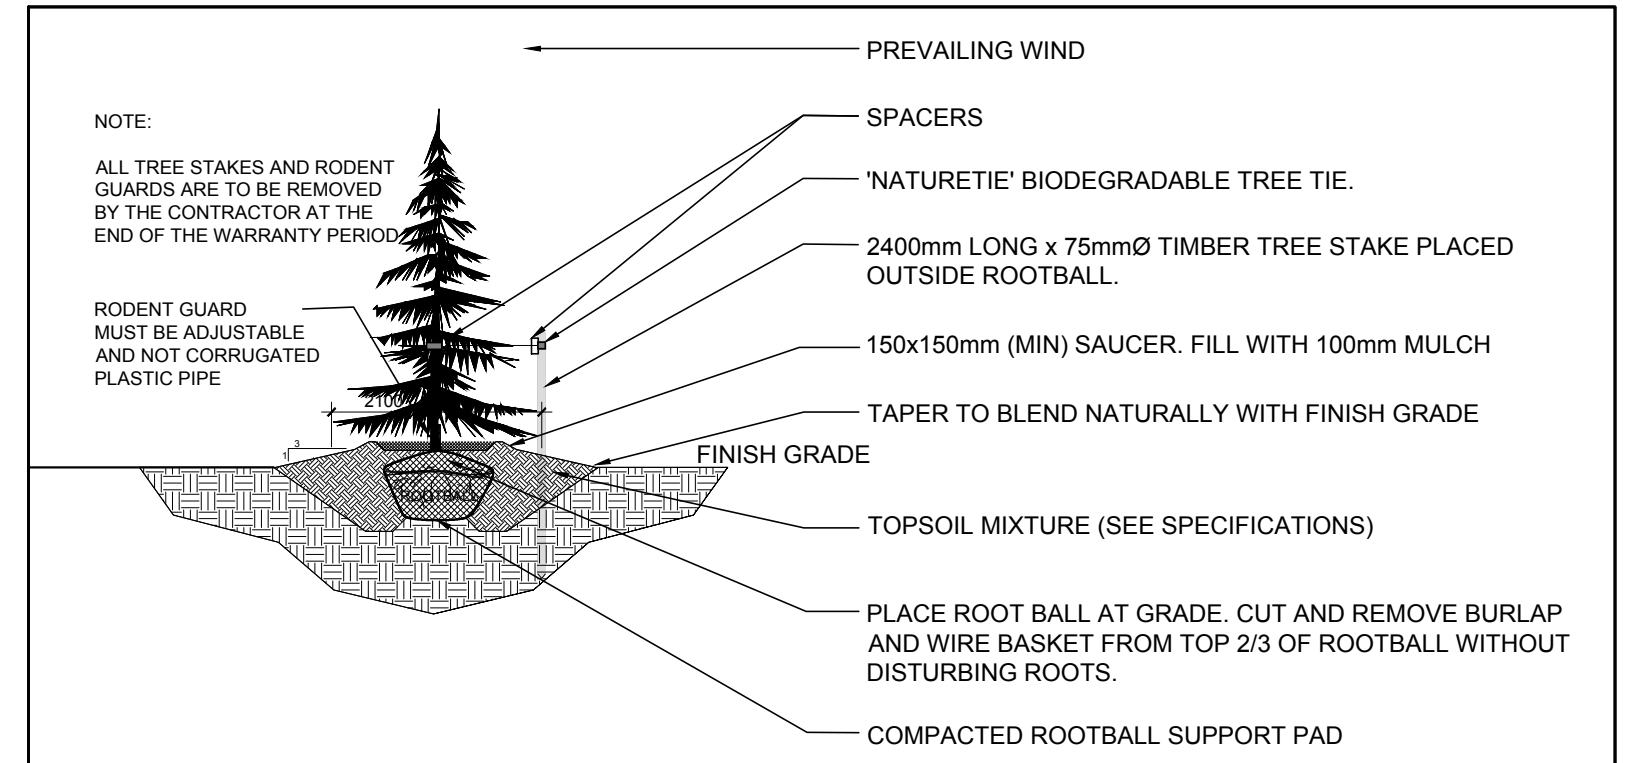 PREVAILING WIND
SPACERS
NOTE:
ALL TREE STAKES AND RODENT
GUARDS ARE TO BE REMOVED
BY THE CONTRACTOR AT THE
END OF THE WARRANTY PERIOD
'NATURETIE' BIODEGRADABLE TREE TIE.
2400mm LONG x 75mmØ TIMBER TREE STAKE PLACED
OUTSIDE ROOTBALL.
RODENT GUARD
MUST BE ADJUSTABLE
AND NOT CORRUGATED
PLASTIC PIPE
150x150mm (MIN) SAUCER. FILL WITH 100mm MULCH
2100
TAPER TO BLEND NATURALLY WITH FINISH GRADE
3
1
FINISH GRADE
ROOTBALL
TOPSOIL MIXTURE (SEE SPECIFICATIONS)
PLACE ROOT BALL AT GRADE. CUT AND REMOVE BURLAP
AND WIRE BASKET FROM TOP 2/3 OF ROOTBALL WITHOUT
DISTURBING ROOTS.
COMPACTED ROOTBALL SUPPORT PAD